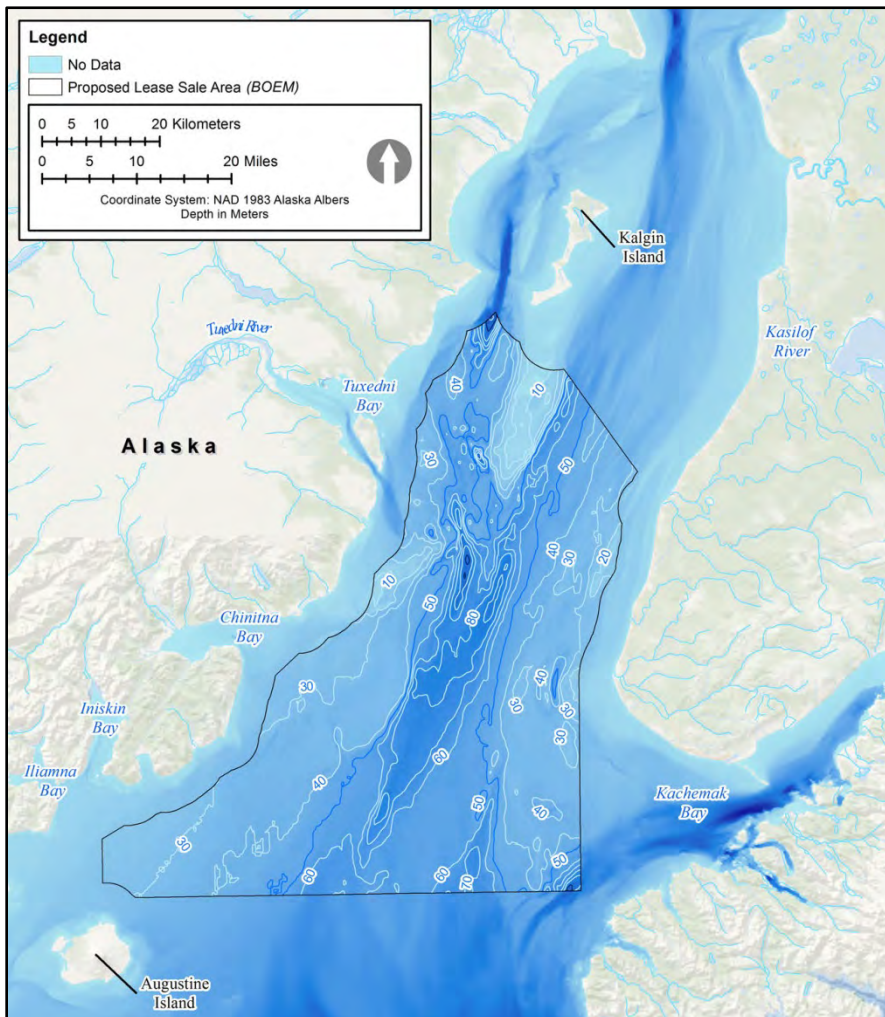 Legend
No Data
Proposed Lease Sale Area (BOEM)
0 5 10 20 Kilometers
0 5 10 20 Miles
Coordinate System: NAD 1983 Alaska Albers
Depth in Meters
Kalgin
Island
Tuxedni River
Kasilof
River
Tuxedni
Bay
Alaska
10
40
30
50
40
30
20
10
50
80
Chinitna
Bay
30
40
30
30
30
Iniskin
Bay
60
Iliamna
Bay
40
Kachemak
Bay
50
40
30
60
60
70
50
Augustine
Island